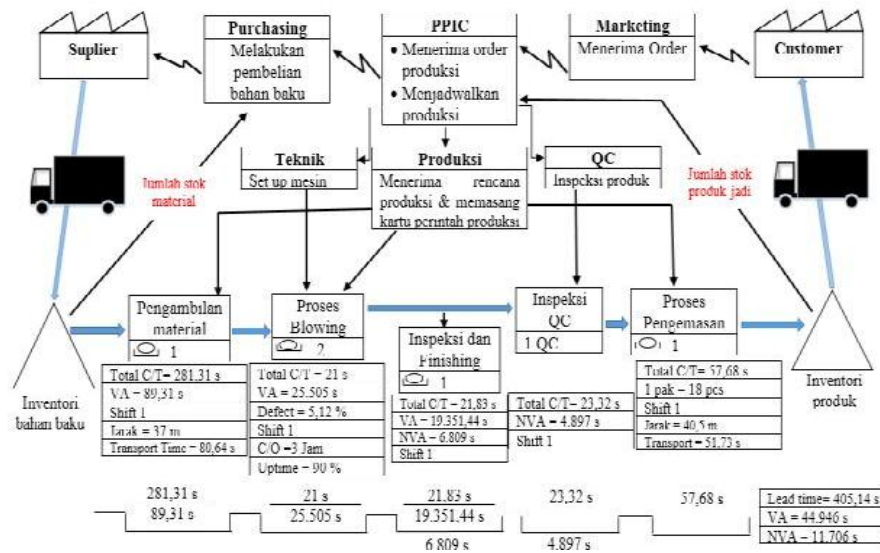 Suplier
Purchasing
Melakukan
pembelian
bahan baku
PPIC
• Menerima order
produksi
• Menjadwalkan
produksi
Marketing
Menerima Order
Customer
Jumlah stok
material
Teknik
Set up mesin
Produksi
Menerima rencana
produksi & memasang
kartu perintah produksi
QC
Inspeksi produk
Jumlah stok
produk jadi
Inventori
bahan baku
Pengambilan
material
1
Total C/T= 281,31 s
VA = 89,31 s
Shift 1
Jarak = 37 m
Transport Time = 80,64 s
Proses
Blowing
2
Total C/T = 21 s
VA = 25.505 s
Defect = 5,12 %
Shift 1
C/O =3 Jam
Uptime = 90 %
Inspeksi dan
Finishing
1
Total C/T = 21,83 s
VA = 19.351,44 s
NVA = 6.809 s
Shift 1
Inspeksi
QC
1 QC
Total C/T= 23,32 s
NVA = 4.897 s
Shift 1
Proses
Pengemasan
1
Total C/T= 57,68 s
1 pak = 18 pcs
Shift 1
Jarak = 40,5 m
Transport = 51,73 s
Inventori
produk
281,31 s
89,31 s
21 s
25.505 s
21,83 s
19.351,44 s
6.809 s
23,32 s
4.897 s
57,68 s
Lead time= 405,14 s
VA = 44.946 s
NVA = 11.706 s